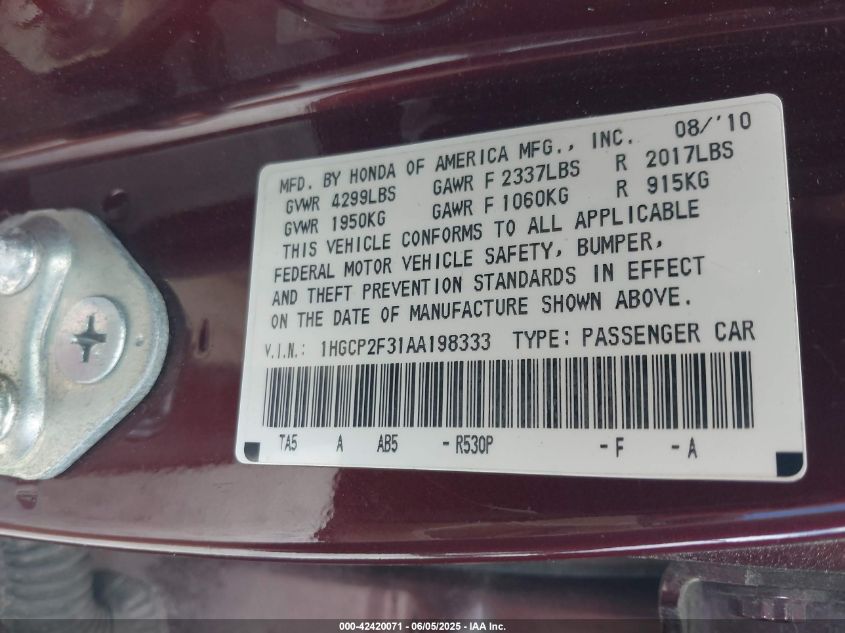 MFD. BY HONDA OF AMERICA MFG., INC. 08/'10
GVWR 4299LBS GAWR F 2337LBS R 2017LBS
GVWR 1950KG GAWR F 1060KG R 915KG
THIS VEHICLE CONFORMS TO ALL APPLICABLE
FEDERAL MOTOR VEHICLE SAFETY, BUMPER,
AND THEFT PREVENTION STANDARDS IN EFFECT
ON THE DATE OF MANUFACTURE SHOWN ABOVE.
V.I.N.: 1HGCP2F31AA198333 TYPE: PASSENGER CAR
TA5 A AB5 -R530P -F -A
000-42420071 - 06/05/2025 - IAA Inc.